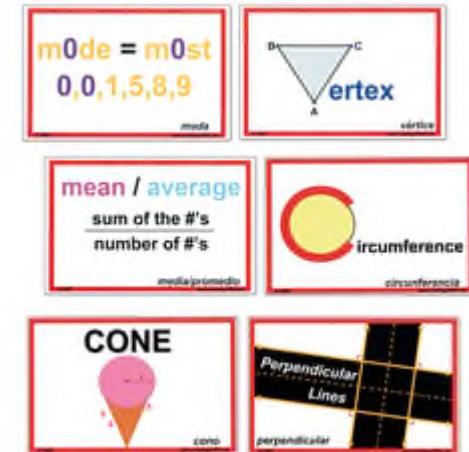 m0de = m0st
0,0,1,5,8,9
moda
B
C
A
ertex
vértice
mean / average
sum of the #'s
number of #'s
media/promedio
ircumference
circunferencia
CONE
cono
Perpendicular
Lines
perpendicular